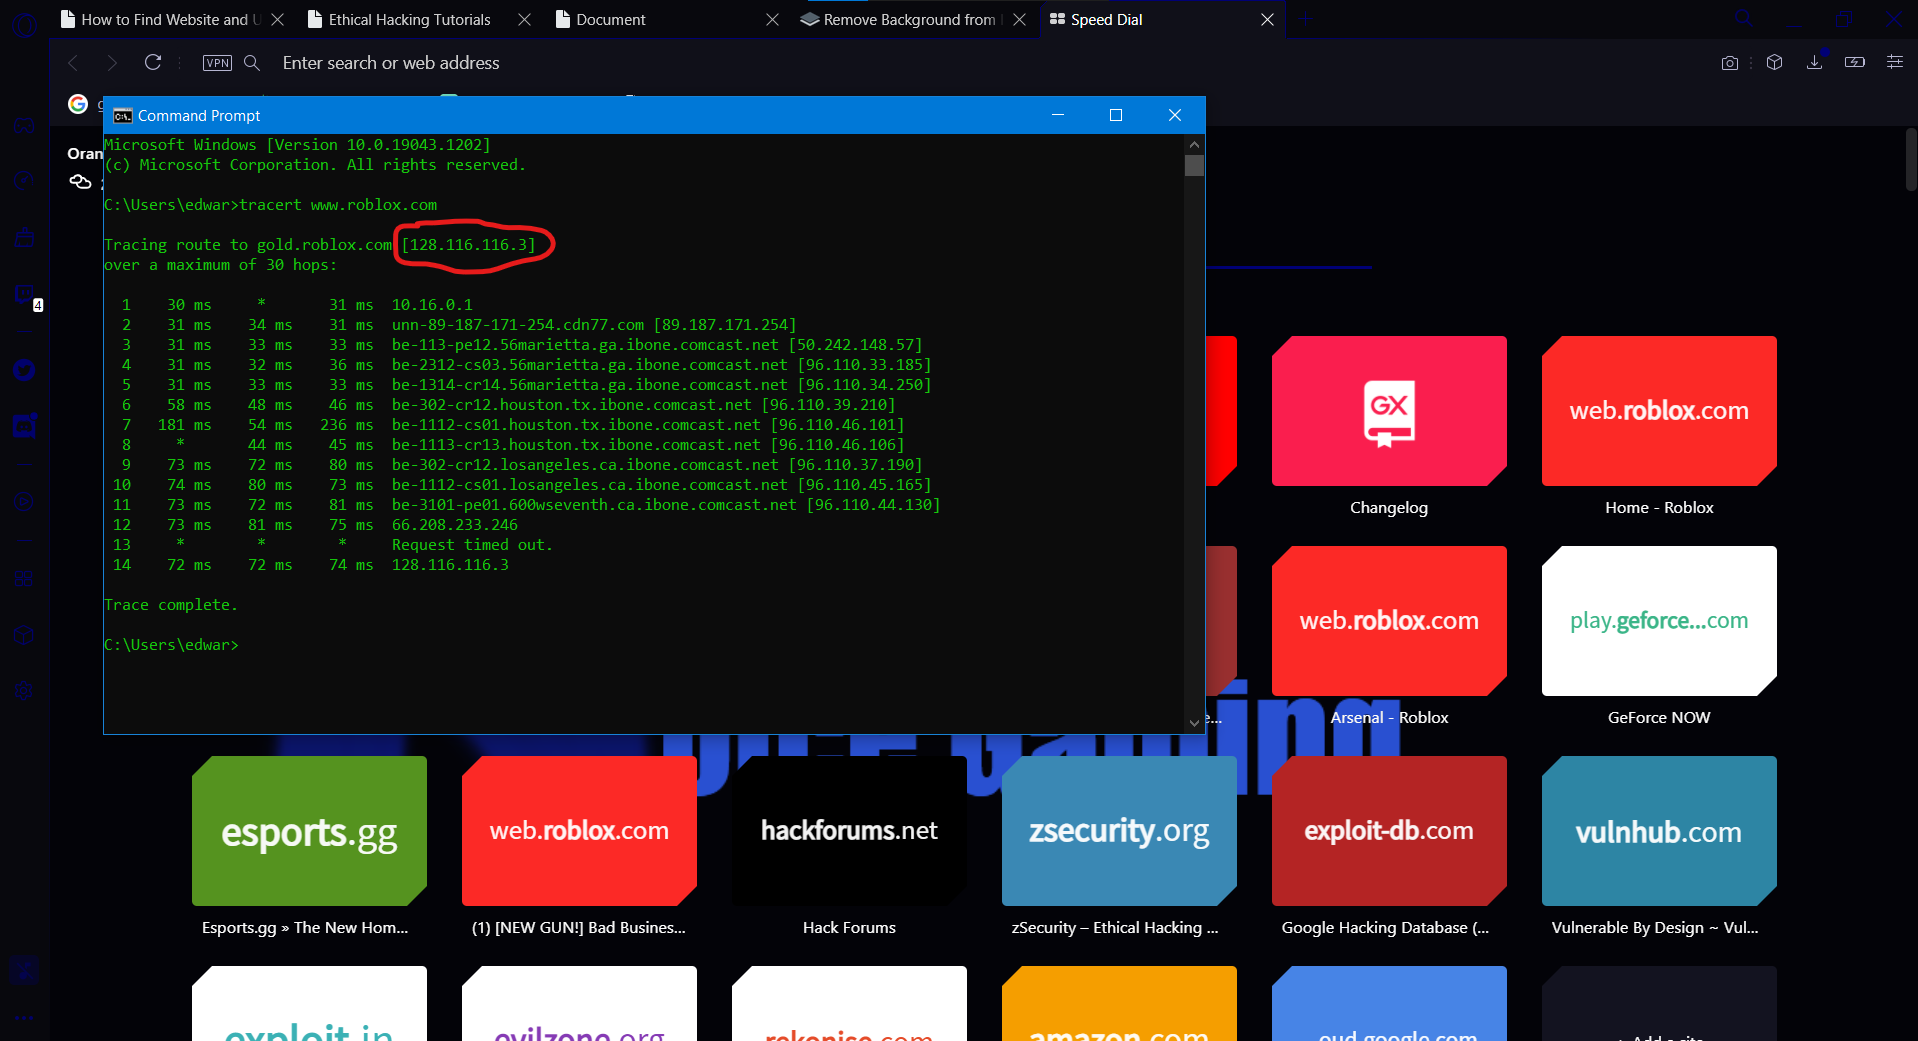 How to Find Website and U
Ethical Hacking Tutorials
Document
Remove Background from
Speed Dial
VPN
Enter search or web address
G
Command Prompt
Microsoft Windows [Version 10.0.19043.1202]
(c) Microsoft Corporation. All rights reserved.
Oran
C:\Users\edwar>tracert www.roblox.com
Tracing route to gold.roblox.com [128.116.116.3]
over a maximum of 30 hops:
1 30 ms * 31 ms 10.16.0.1
2 31 ms 34 ms 31 ms unn-89-187-171-254.cdn77.com [89.187.171.254]
3 31 ms 33 ms 33 ms be-113-pe12.56marietta.ga.ibone.comcast.net [50.242.148.57]
4 31 ms 32 ms 36 ms be-2312-cs03.56marietta.ga.ibone.comcast.net [96.110.33.185]
5 31 ms 33 ms 33 ms be-1314-cr14.56marietta.ga.ibone.comcast.net [96.110.34.250]
6 58 ms 48 ms 46 ms be-302-cr12.houston.tx.ibone.comcast.net [96.110.39.210]
7 181 ms 54 ms 236 ms be-1112-cs01.houston.tx.ibone.comcast.net [96.110.46.101]
8 * 44 ms 45 ms be-1113-cr13.houston.tx.ibone.comcast.net [96.110.46.106]
9 73 ms 72 ms 80 ms be-302-cr12.losangeles.ca.ibone.comcast.net [96.110.37.190]
10 74 ms 80 ms 73 ms be-1112-cs01.losangeles.ca.ibone.comcast.net [96.110.45.165]
11 73 ms 72 ms 81 ms be-3101-pe01.600wseventh.ca.ibone.comcast.net [96.110.44.130]
12 73 ms 81 ms 75 ms 66.208.233.246
13 * * * Request timed out.
14 72 ms 72 ms 74 ms 128.116.116.3
Trace complete.
C:\Users\edwar>
4
GX
web.roblox.com
Changelog
Home - Roblox
web.roblox.com
play.geforce...com
e...
Arsenal - Roblox
GeForce NOW
Gaming
esports.gg
web.roblox.com
hackforums.net
zsecurity.org
exploit-db.com
vulnhub.com
Esports.gg » The New Hom...
(1) [NEW GUN!] Bad Busines...
Hack Forums
zSecurity – Ethical Hacking ...
Google Hacking Database (...
Vulnerable By Design ~ Vul...
exploit.in
evilzone.org
rekonise.com
amazon.com
oud.google.com
Add a site